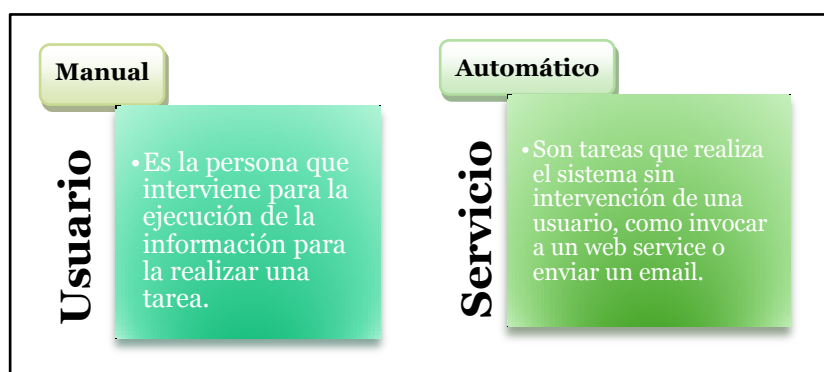 Manual
Usuario
•Es la persona que
interviene para la
ejecución de la
información para
la realizar una
tarea.
Automático
Servicio
•Son tareas que realiza
el sistema sin
intervención de una
usuario, como invocar
a un web service o
enviar un email.